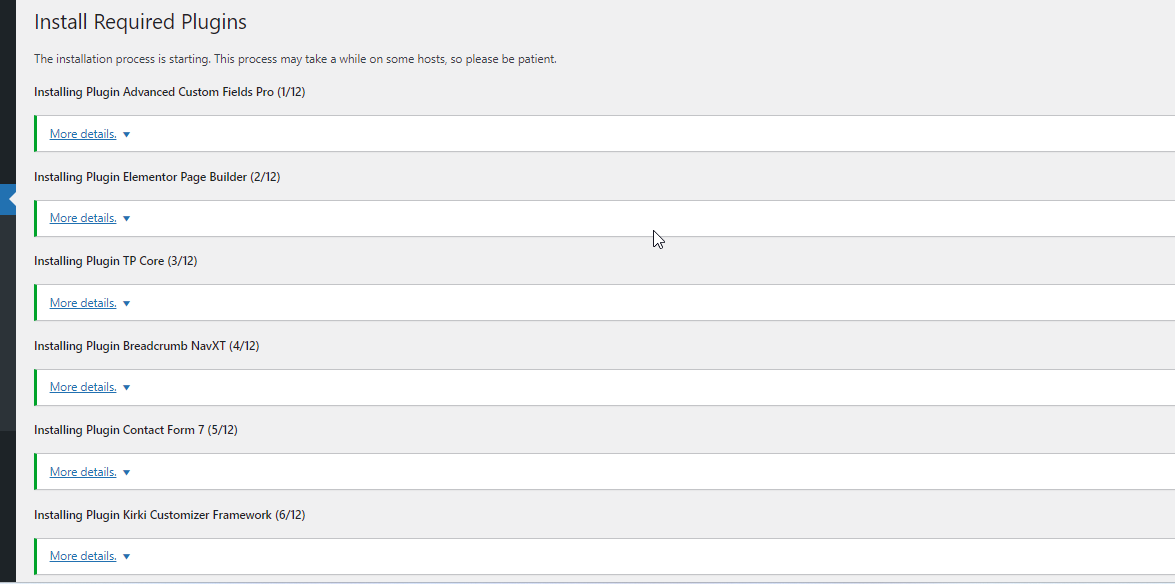 Install Required Plugins
The installation process is starting. This process may take a while on some hosts, so please be patient.
Installing Plugin Advanced Custom Fields Pro (1/12)
More details.
Installing Plugin Elementor Page Builder (2/12)
More details.
Installing Plugin TP Core (3/12)
More details.
Installing Plugin Breadcrumb NavXT (4/12)
More details.
Installing Plugin Contact Form 7 (5/12)
More details.
Installing Plugin Kirki Customizer Framework (6/12)
More details.